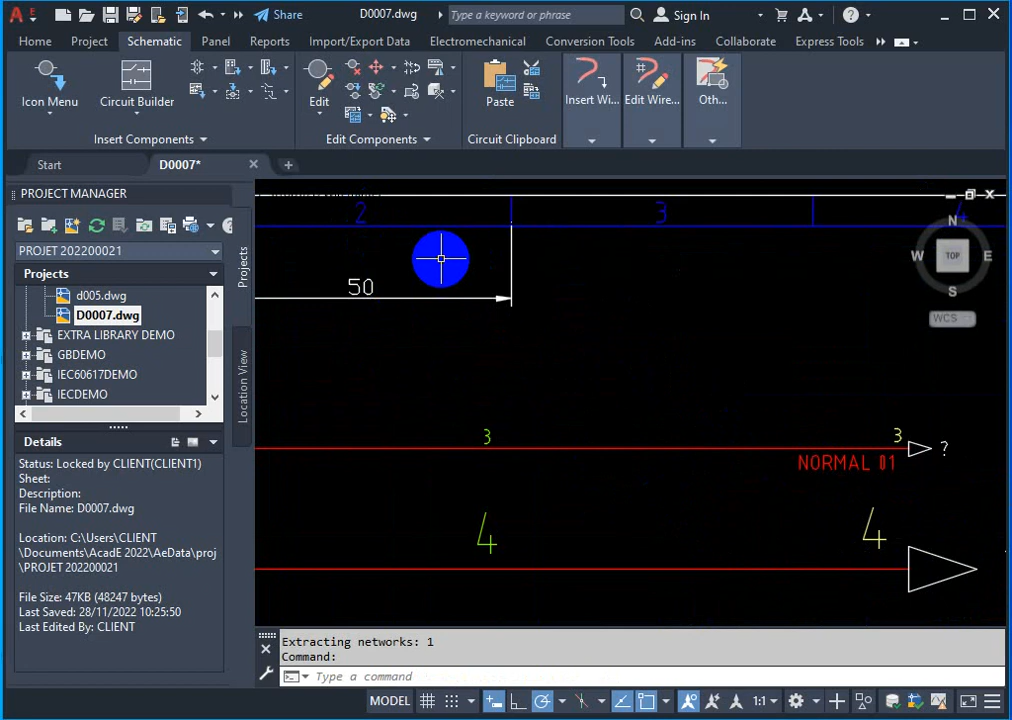 Share
D0007.dwg
Type a keyword or phrase
Sign In
Home
Project
Schematic
Panel
Reports
Import/Export Data
Electromechanical
Conversion Tools
Add-ins
Collaborate
Express Tools
Icon Menu
Circuit Builder
Edit
Paste
Insert Wi...
Edit Wire...
Oth...
Insert Components
Edit Components
Circuit Clipboard
Start
D0007*
PROJECT MANAGER
PROJET 202200021
Projects
d005.dwg
D0007.dwg
EXTRA LIBRARY DEMO
GBDEMO
IEC60617DEMO
IECDEMO
Projects
Location View
Details
Status: Locked by CLIENT(CLIENT1)
Sheet:
Description:
File Name: D0007.dwg
Location: C:\Users\CLIENT
\Documents\AcadE 2022\AeData\proj
\PROJET 202200021
File Size: 47KB (48247 bytes)
Last Saved: 28/11/2022 10:25:50
Last Edited By: CLIENT
2
3
4
50
N
W
TOP
E
S
WCS
3
3
?
NORMAL 01
4
4
Extracting networks: 1
Command:
Type a command
MODEL
1:1